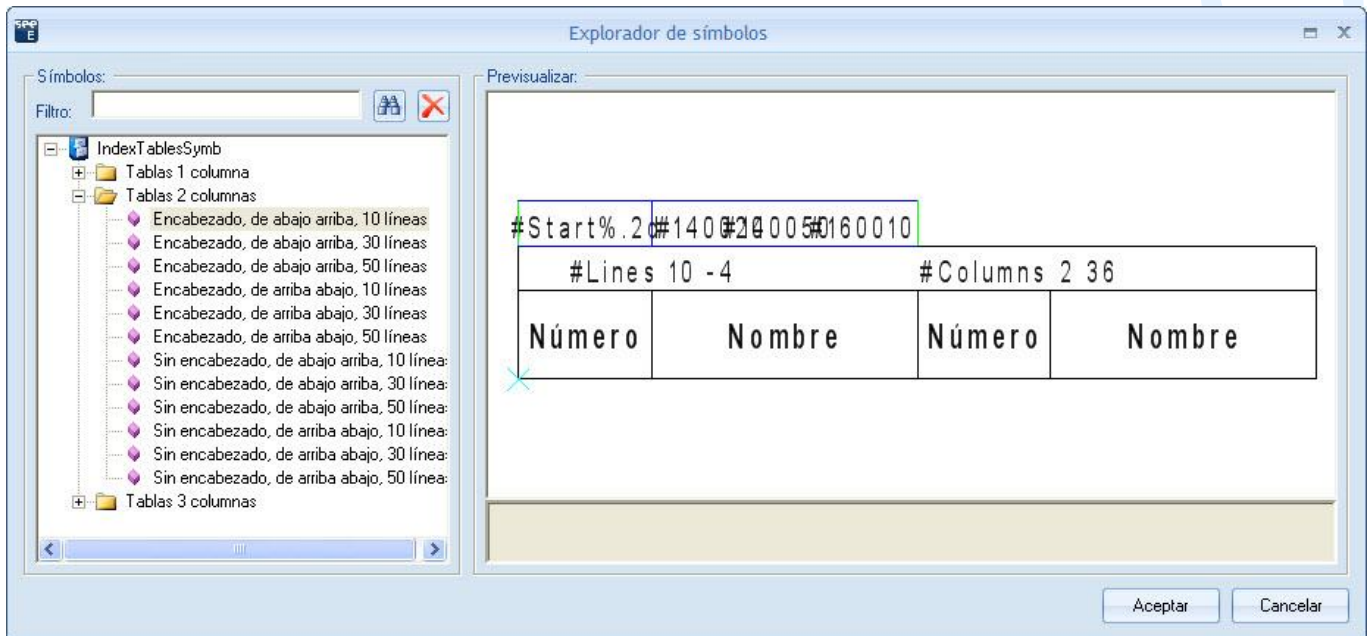 see
E
Explorador de símbolos
Símbolos:
Filtro:
IndexTablesSymb
Tablas 1 columna
Tablas 2 columnas
Encabezado, de abajo arriba, 10 líneas
Encabezado, de abajo arriba, 30 líneas
Encabezado, de abajo arriba, 50 líneas
Encabezado, de arriba abajo, 10 líneas
Encabezado, de arriba abajo, 30 líneas
Encabezado, de arriba abajo, 50 líneas
Sin encabezado, de abajo arriba, 10 línea
Sin encabezado, de abajo arriba, 30 línea
Sin encabezado, de abajo arriba, 50 línea
Sin encabezado, de arriba abajo, 10 línea
Sin encabezado, de arriba abajo, 30 línea
Sin encabezado, de arriba abajo, 50 línea
Tablas 3 columnas
Previsualizar:
#Start%.2d #160010
#Lines 10 -4 #Columns 2 36
Número Nombre Número Nombre
Aceptar Cancelar